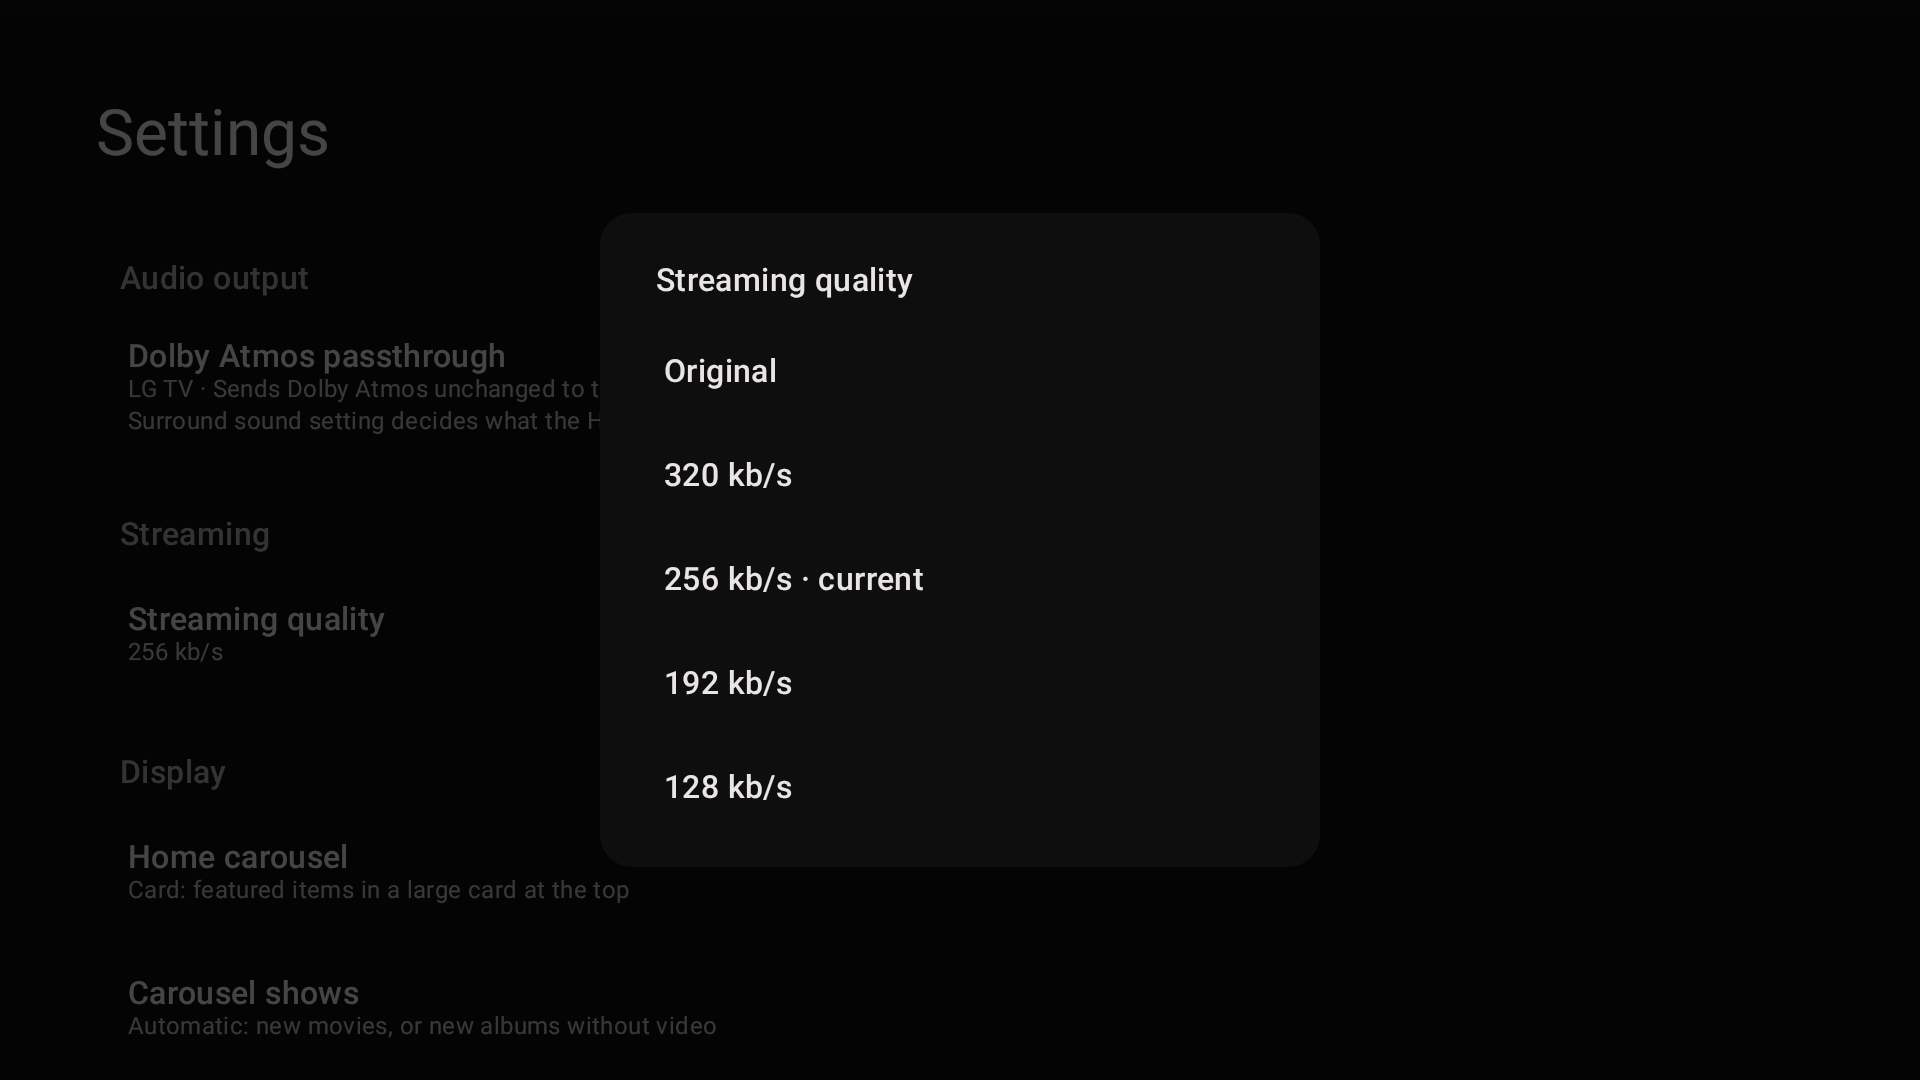 Settings
Audio output
Dolby Atmos passthrough
LG TV · Sends Dolby Atmos unchanged to
Surround sound setting decides what the
Streaming
Streaming quality
256 kb/s
Display
Home carousel
Card: featured items in a large card at the top
Carousel shows
Automatic: new movies, or new albums without video
Streaming quality
Original
320 kb/s
256 kb/s · current
192 kb/s
128 kb/s